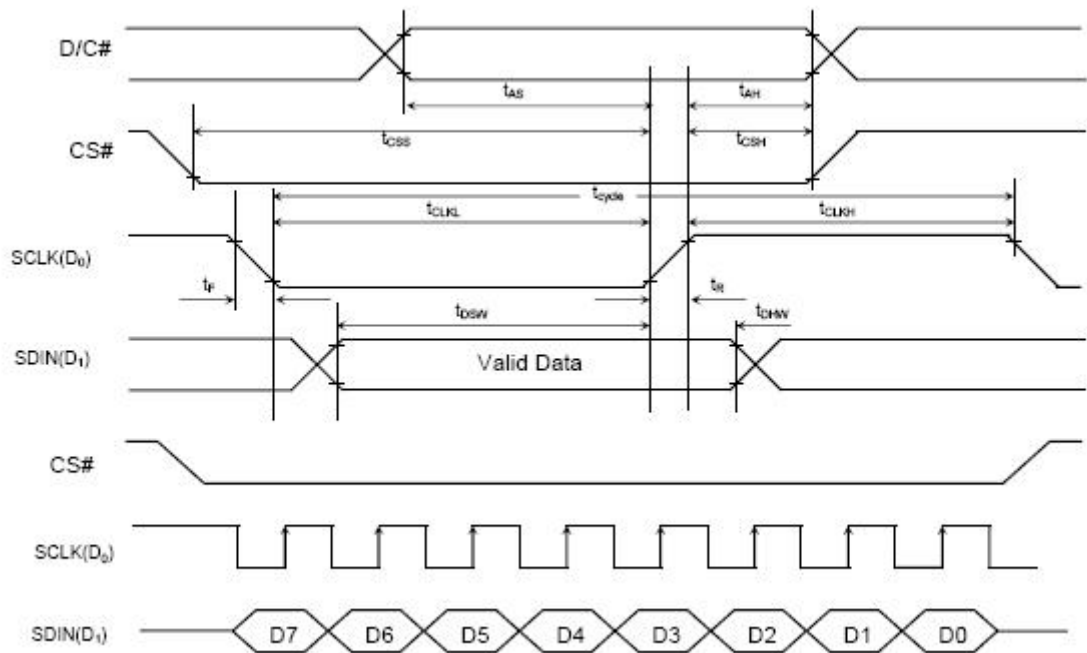 D/C#
tAS
tAH
tCSS
tCSH
CS#
tcycle
tCLKL
tCLKH
SCLK(D0)
tF
tR
tDSW
tDHW
SDIN(D1)
Valid Data
CS#
SCLK(D0)
SDIN(D1)
D7 D6 D5 D4 D3 D2 D1 D0